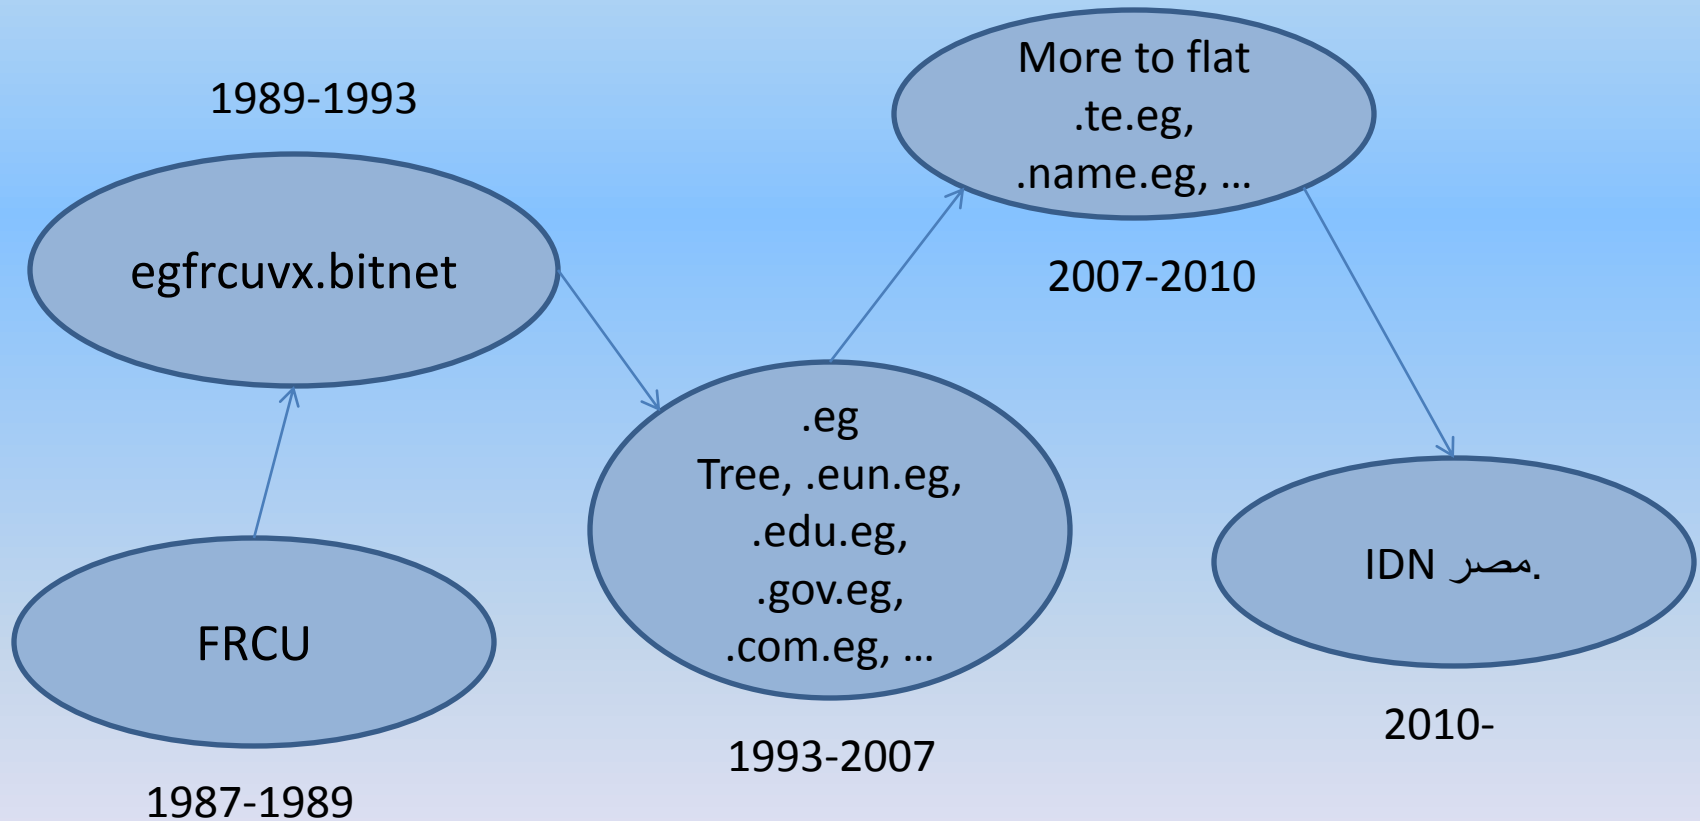 1989-1993
egfrcuvx.bitnet
FRCU
1987-1989
.eg
Tree, .eun.eg,
.edu.eg,
.gov.eg,
.com.eg, ...
1993-2007
More to flat
.te.eg,
.name.eg, ...
2007-2010
IDN مصر.
2010-